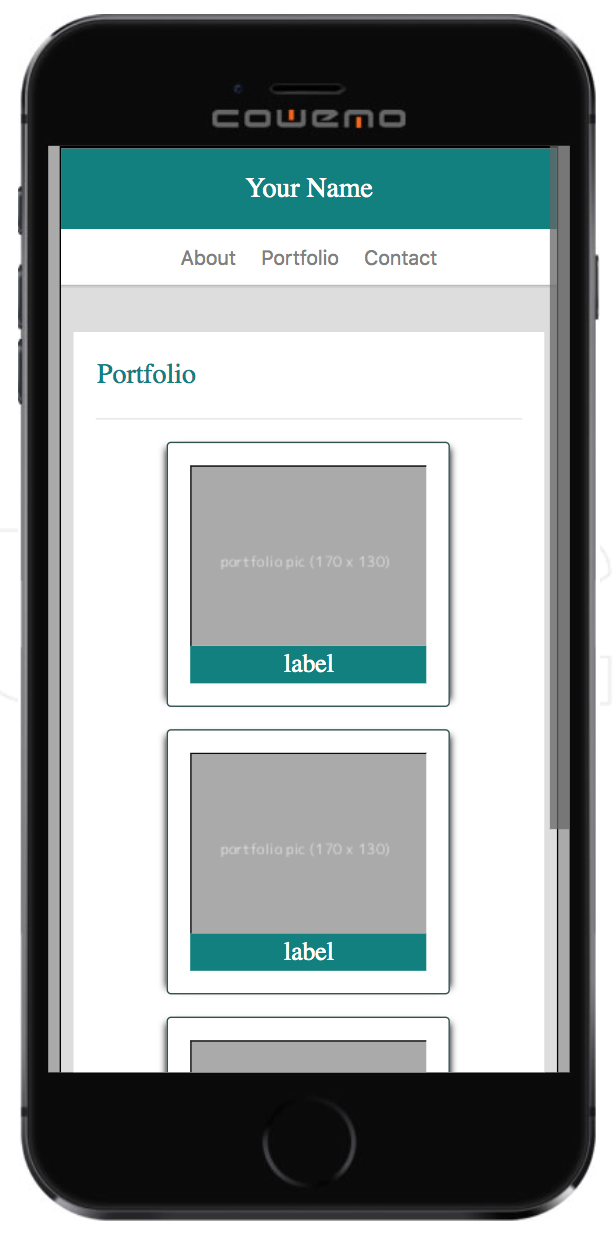 cowemo
Your Name
About Portfolio Contact
Portfolio
portfolio pic (170 x 130)
label
portfolio pic (170 x 130)
label